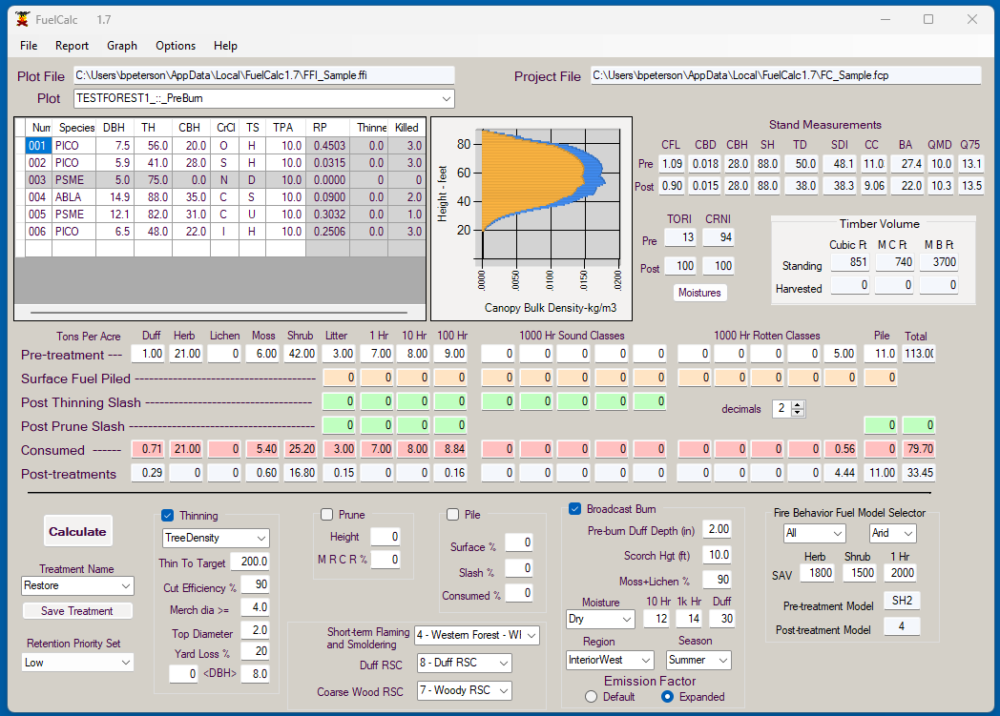 FuelCalc 1.7
File Report Graph Options Help
Plot File C:\Users\bpeterson\AppData\Local\FuelCalc1.7\FFI_Sample.ffi Project File C:\Users\bpeterson\AppData\Local\FuelCalc1.7\FC_Sample.fcp
Plot TESTFOREST1_::_PreBurn
Num Species DBH TH CBH CrCl TS TPA RP Thinne Killed
001 PICO 7.5 56.0 20.0 O H 10.0 0.4503 0.0 3.0
002 PICO 5.9 41.0 28.0 S H 10.0 0.0315 0.0 3.0
003 PSME 5.0 75.0 0.0 N D 10.0 0.0000 0 0
004 ABLA 14.9 88.0 35.0 C S 10.0 0.0900 0.0 2.0
005 PSME 12.1 82.0 31.0 C U 10.0 0.3032 0.0 1.0
006 PICO 6.5 48.0 22.0 I H 10.0 0.2506 0.0 3.0
Height - feet
80
60
40
20
.0000 .0050 .0100 .0150 .0200
Canopy Bulk Density-kg/m3
Stand Measurements
CFL CBD CBH SH TD SDI CC BA QMD Q75
Pre 1.09 0.018 28.0 88.0 50.0 48.1 11.0 27.4 10.0 13.1
Post 0.90 0.015 28.0 88.0 38.0 38.3 9.06 22.0 10.3 13.5
TORI CRNI
Pre 13 94
Post 100 100
Moistures
Timber Volume
Cubic Ft M C F M B F
Standing 851 740 3700
Harvested 0 0 0
Tons Per Acre Duff Herb Lichen Moss Shrub Litter 1 Hr 10 Hr 100 Hr 1000 Hr Sound Classes 1000 Hr Rotten Classes Pile Total
Pre-treatment --- 1.00 21.00 0 6.00 42.00 3.00 7.00 8.00 9.00 0 0 0 0 0 0 0 0 0 5.00 11.0 113.00
Surface Fuel Piled ------------------------------------ 0 0 0 0 0 0 0 0 0 0 0 0 0 0 0
Post Thinning Slash ---------------------------------- 0 0 0 0 0 0 0 0 0
decimals 2
Post Prune Slash ------------------------------------- 0 0 0 0 0 0
Consumed ------ 0.71 21.00 0 5.40 25.20 3.00 7.00 8.00 8.84 0 0 0 0 0 0 0 0 0 0.56 0 79.70
Post-treatments 0.29 0 0 0.60 16.80 0.15 0 0 0.16 0 0 0 0 0 0 0 0 0 4.44 11.00 33.45
Calculate
Treatment Name
Restore
Save Treatment
Retention Priority Set
Low
Thinning
TreeDensity
Thin To Target 200.0
Cut Efficiency % 90
Merch dia >= 4.0
Top Diameter 2.0
Yard Loss % 20
0 <DBH> 8.0
Prune
Height 0
M R C R % 0
Pile
Surface % 0
Slash % 0
Consumed % 0
Short-term Flaming
and Smoldering 4 - Western Forest - WI
Duff RSC 8 - Duff RSC
Coarse Wood RSC 7 - Woody RSC
Broadcast Burn
Pre-burn Duff Depth (in) 2.00
Scorch Hgt (ft) 10.0
Moss+Lichen % 90
Moisture 10 Hr 1k Hr Duff
Dry 12 14 30
Region Season
InteriorWest Summer
Emission Factor
Default Expanded
Fire Behavior Fuel Model Selector
All Arid
Herb Shrub 1 Hr
SAV 1800 1500 2000
Pre-treatment Model SH2
Post-treatment Model 4